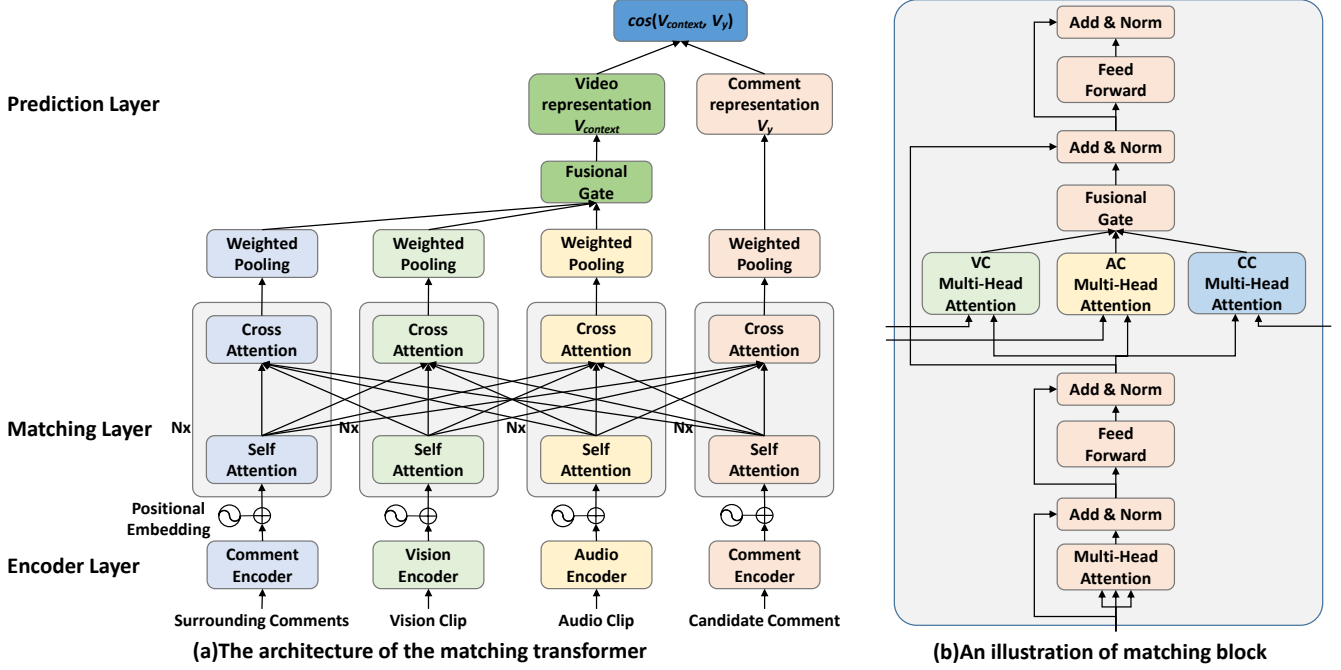 cos(V_context, V_y)
Prediction Layer
Video
representation
V_context
Comment
representation
V_y
Fusional
Gate
Weighted
Pooling
Weighted
Pooling
Weighted
Pooling
Weighted
Pooling
Cross
Attention
Cross
Attention
Cross
Attention
Cross
Attention
Matching Layer
Nx
Nx
Nx
Nx
Self
Attention
Self
Attention
Self
Attention
Self
Attention
Positional
Embedding
Encoder Layer
Comment
Encoder
Vision
Encoder
Audio
Encoder
Comment
Encoder
Surrounding Comments
Vision Clip
Audio Clip
Candidate Comment
(a)The architecture of the matching transformer
Add & Norm
Feed
Forward
Add & Norm
Fusional
Gate
VC
Multi-Head
Attention
AC
Multi-Head
Attention
CC
Multi-Head
Attention
Add & Norm
Feed
Forward
Add & Norm
Multi-Head
Attention
(b)An illustration of matching block